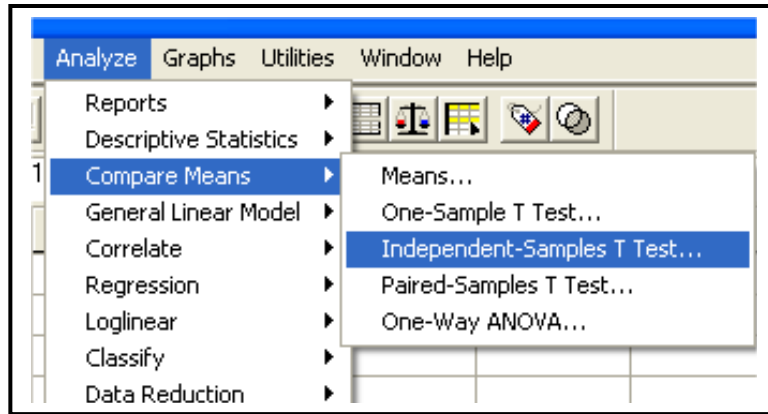 Analyze Graphs Utilities Window Help
Reports
Descriptive Statistics
1
Compare Means
General Linear Model
Correlate
Regression
Loglinear
Classify
Data Reduction
Means...
One-Sample T Test...
Independent-Samples T Test...
Paired-Samples T Test...
One-Way ANOVA...